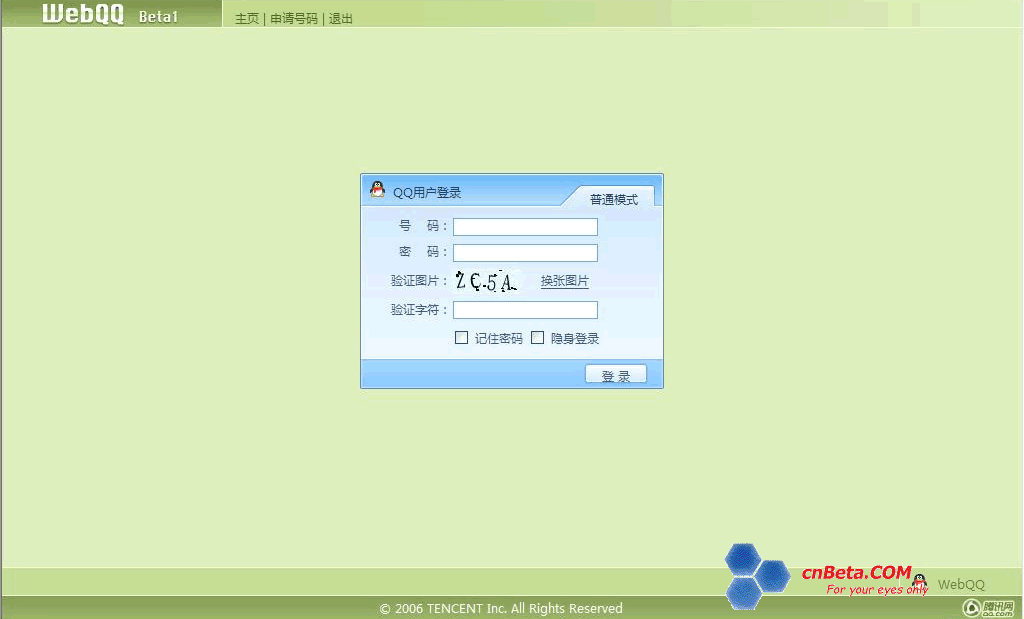 WebQQ Beta1
主页 | 申请号码 | 退出
QQ用户登录
普通模式
号 码：
密 码：
验证图片： ZC5A 换张图片
验证字符：
记住密码 隐身登录
登 录
cnBeta.COM
For your eyes only
WebQQ
© 2006 TENCENT Inc. All Rights Reserved
腾讯网
QQ.com